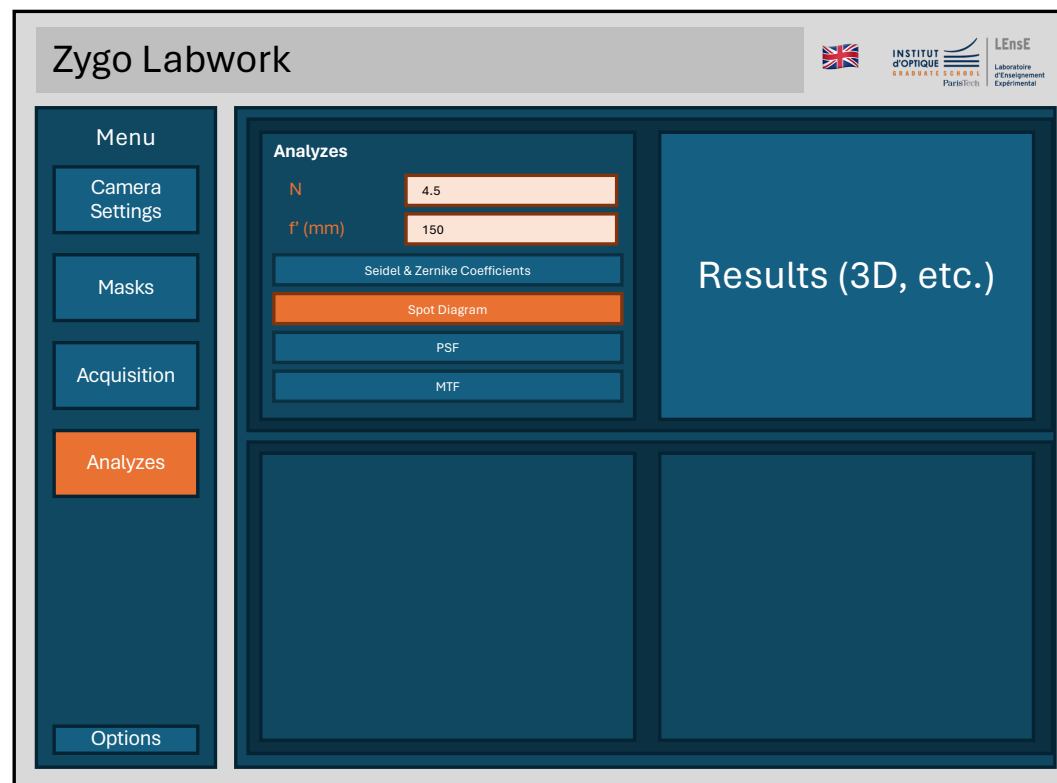 Zygo Labwork
INSTITUT
d'OPTIQUE
GRADUATE SCHOOL
ParisTech
LEnsE
Laboratoire
d'Enseignement
Expérimental
Menu
Camera
Settings
Masks
Acquisition
Analyzes
Options
Analyzes
N
4.5
f' (mm)
150
Seidel & Zernike Coefficients
Spot Diagram
PSF
MTF
Results (3D, etc.)